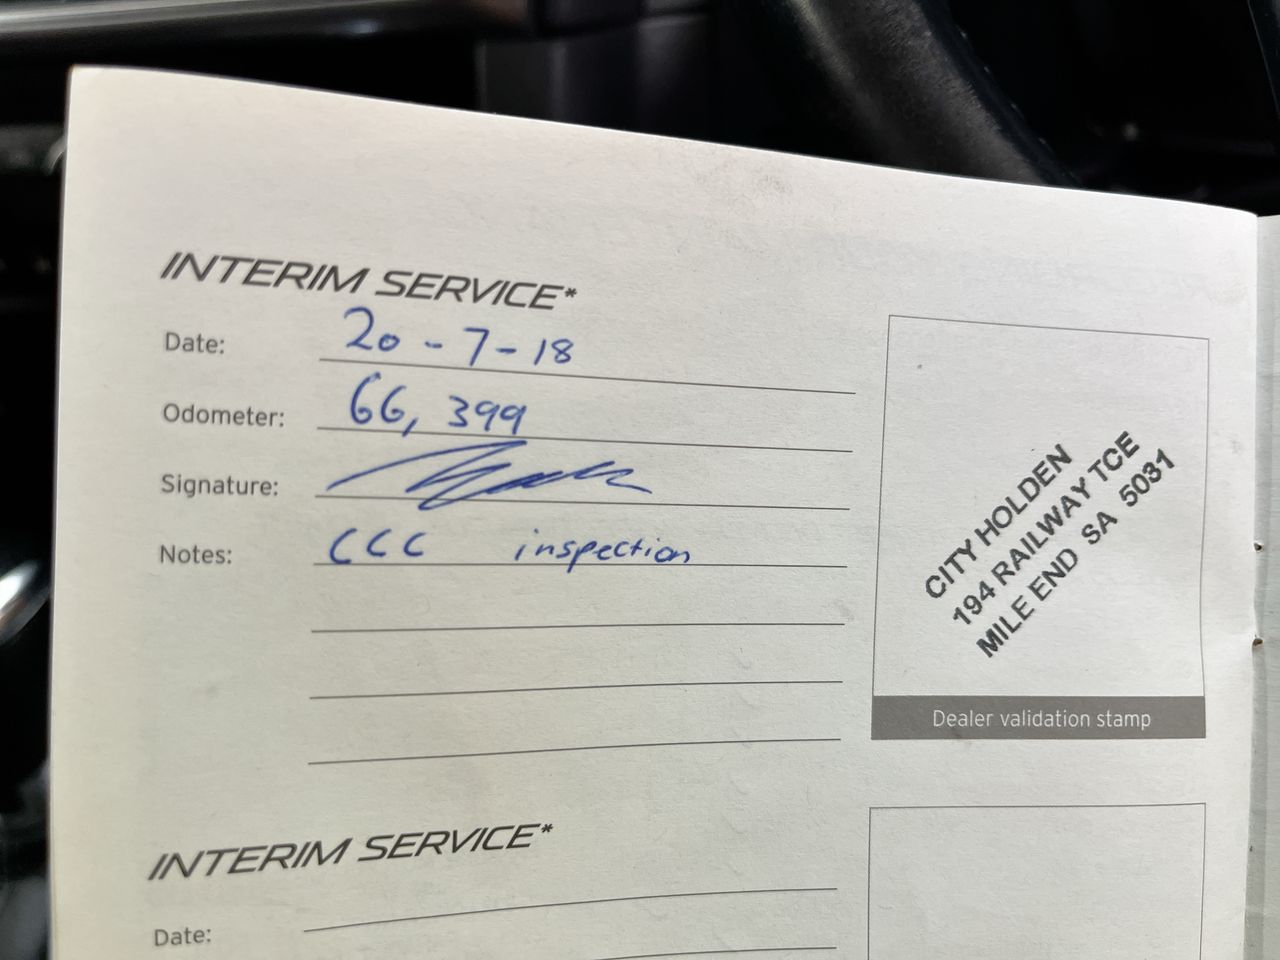 INTERIM SERVICE*
Date: 20-7-18
Odometer: 66,399
Signature:
Notes: CCC inspection
CITY HOLDEN
194 RAILWAY TCE
MILE END SA 5031
Dealer validation stamp
INTERIM SERVICE*
Date: